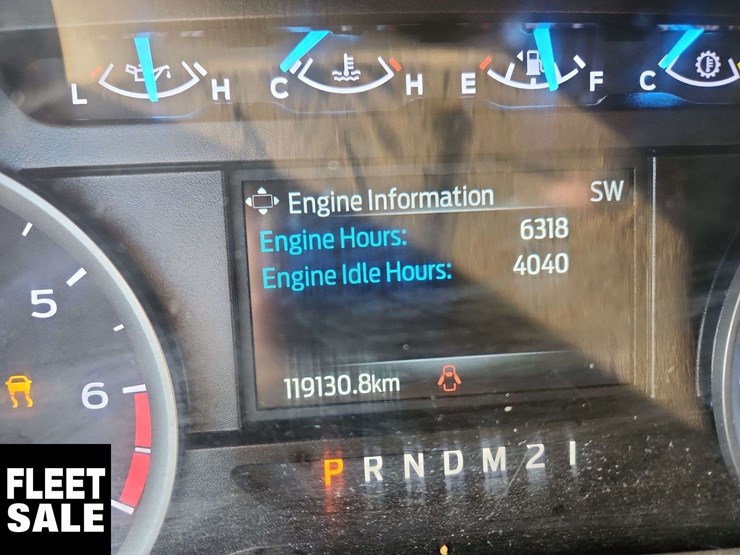 L H C H E F C
Engine Information SW
Engine Hours: 6318
Engine Idle Hours: 4040
5
6
119130.8km
P R N D M 2 1
FLEET
SALE